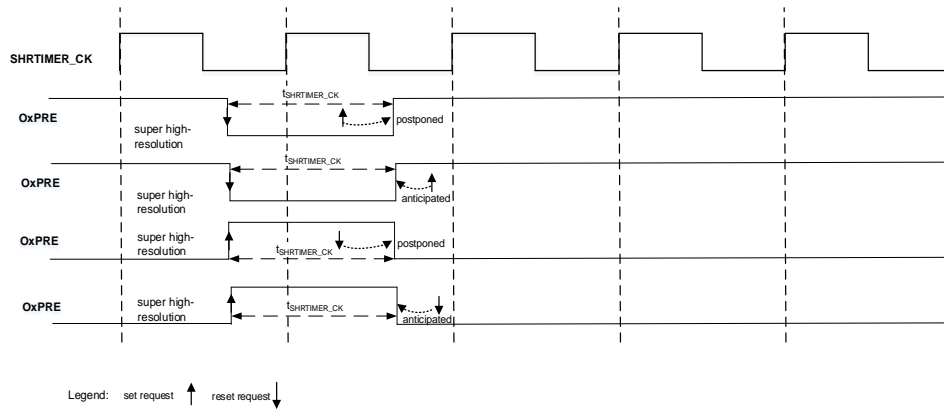 SHRTIMER_CK
tSHRTIMER_CK
OxPRE
postponed
super high-
resolution
tSHRTIMER_CK
OxPRE
super high-
resolution
anticipated
OxPRE
super high-
resolution
tSHRTIMER_CK
postponed
OxPRE
super high-
resolution
tSHRTIMER_CK
anticipated
Legend: set request reset request